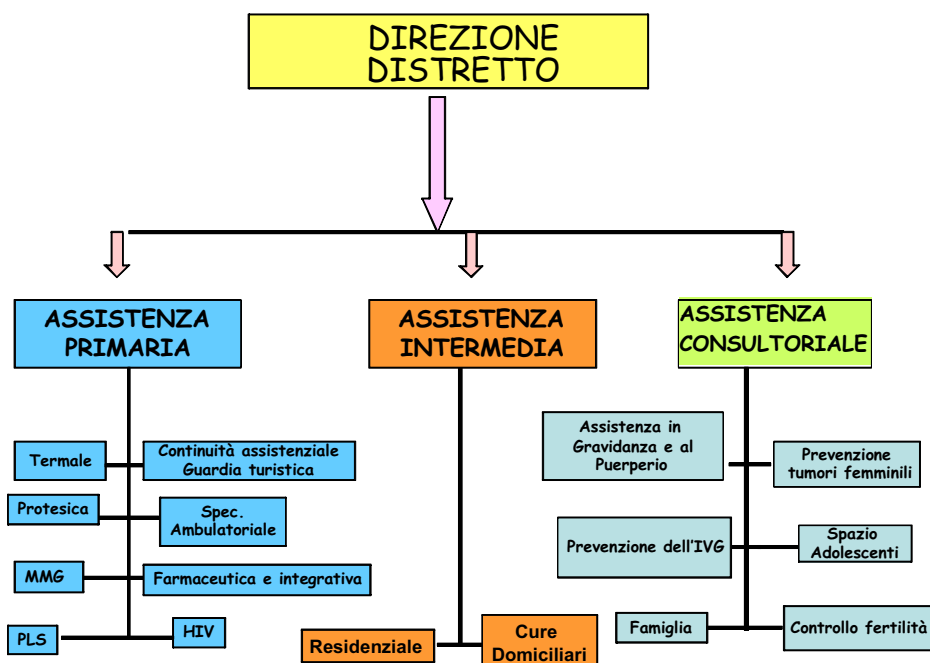 DIREZIONE
DISTRETTO
ASSISTENZA
PRIMARIA
ASSISTENZA
INTERMEDIA
ASSISTENZA
CONSULTORIALE
Termale
Continuità assistenziale
Guardia turistica
Protesica
Spec.
Ambulatoriale
MMG
Farmaceutica e integrativa
PLS
HIV
Residenziale
Cure
Domiciliari
Assistenza in
Gravidanza e al
Puerperio
Prevenzione
tumori femminili
Prevenzione dell'IVG
Spazio
Adolescenti
Famiglia
Controllo fertilità